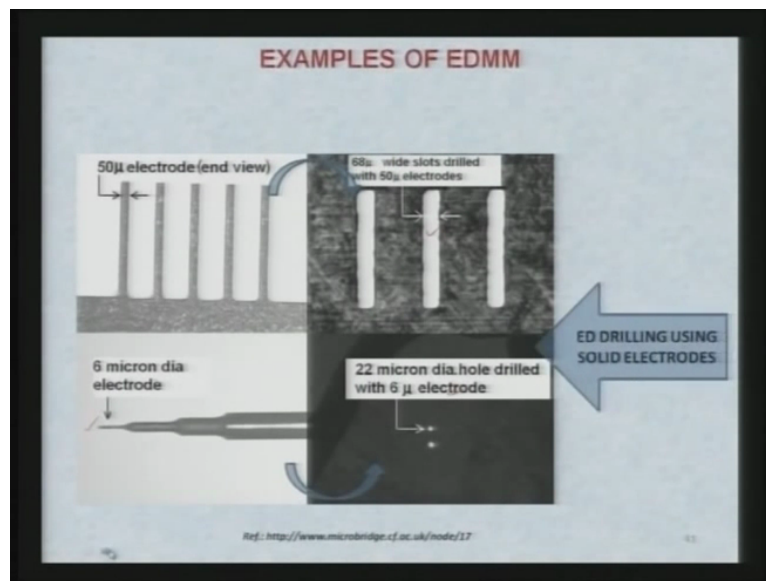 EXAMPLES OF EDMM
50μ electrode(end view)
68μ wide slots drilled
with 50μ electrodes
ED DRILLING USING
SOLID ELECTRODES
6 micron dia
electrode
22 micron dia.hole drilled
with 6 μ electrode
Ref.: http://www.microbridge.cf.ac.uk/node/17